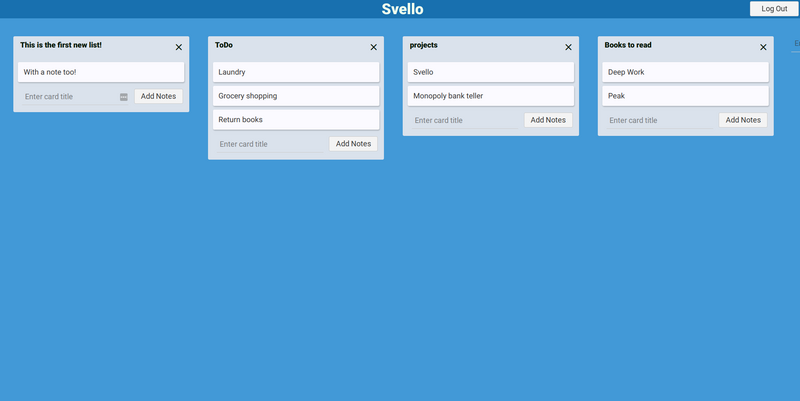 Svello
Log Out
This is the first new list!
With a note too!
Enter card title
Add Notes
ToDo
Laundry
Grocery shopping
Return books
Enter card title
Add Notes
projects
Svello
Monopoly bank teller
Enter card title
Add Notes
Books to read
Deep Work
Peak
Enter card title
Add Notes